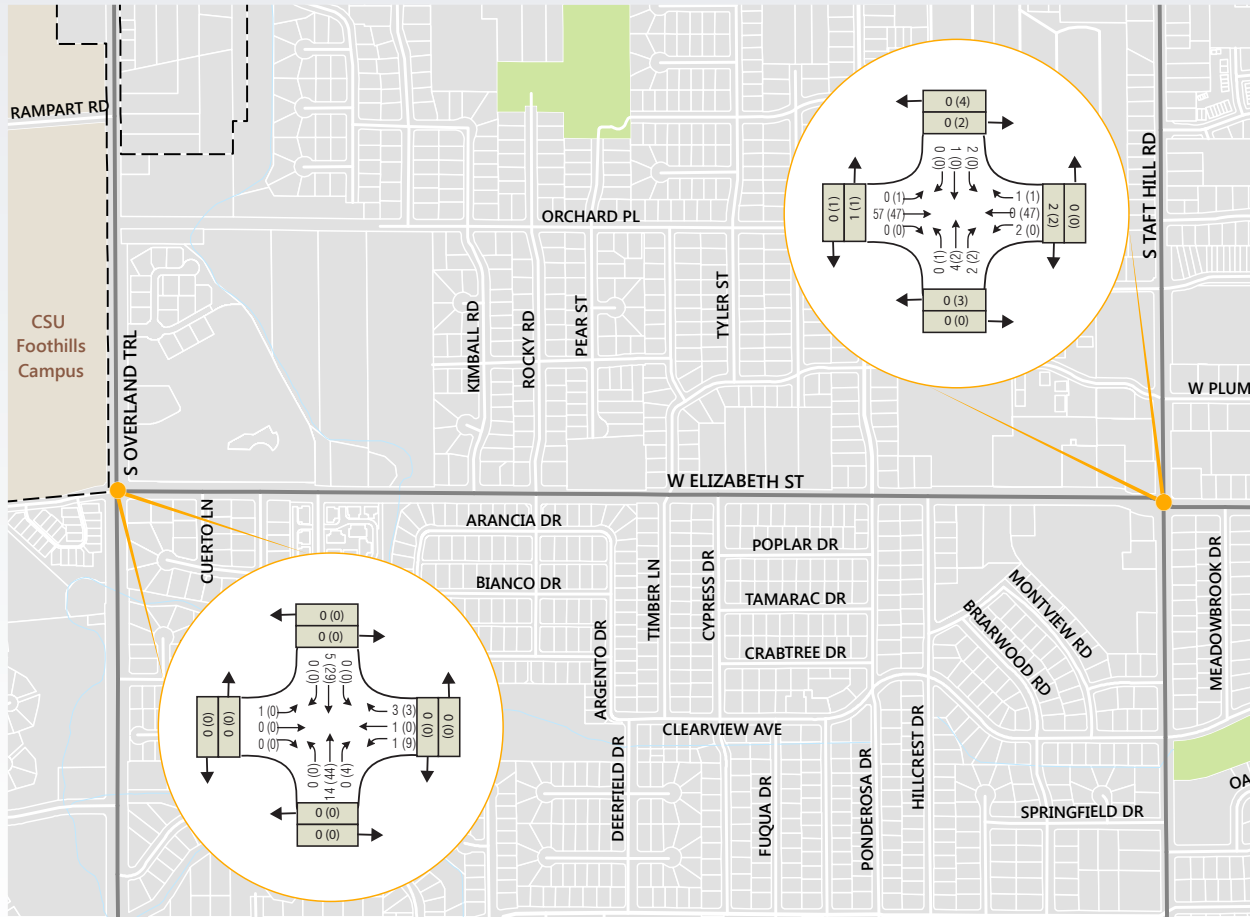 RAMPART RD
CSU
Foothills
Campus
S OVERLAND TRL
ORCHARD PL
KIMBALL RD
ROCKY RD
PEAR ST
TYLER ST
S TAFT HILL RD
W PLUM
W ELIZABETH ST
0 (4)
0 (2)
0 (0)
1 (0)
2 (0)
0 (1)
1 (1)
0 (1)
57 (47)
0 (0)
1 (1)
0 (47)
2 (0)
2 (2)
0 (0)
0 (1)
4 (2)
2 (2)
0 (3)
0 (0)
CUERTO LN
ARANCIA DR
BIANCO DR
ARGENTO DR
TIMBER LN
CYPRESS DR
POPLAR DR
TAMARAC DR
CRABTREE DR
MONTVIEW RD
BRIARWOOD RD
MEADOWBROOK DR
CLEARVIEW AVE
DEERFIELD DR
FUQUA DR
PONDEROSA DR
HILLCREST DR
SPRINGFIELD DR
OA
0 (0)
0 (0)
0 (0)
5 (29)
0 (0)
0 (0)
0 (0)
1 (0)
0 (0)
0 (0)
3 (3)
1 (0)
1 (9)
0 (0)
0 (0)
0 (0)
14 (44)
0 (4)
0 (0)
0 (0)